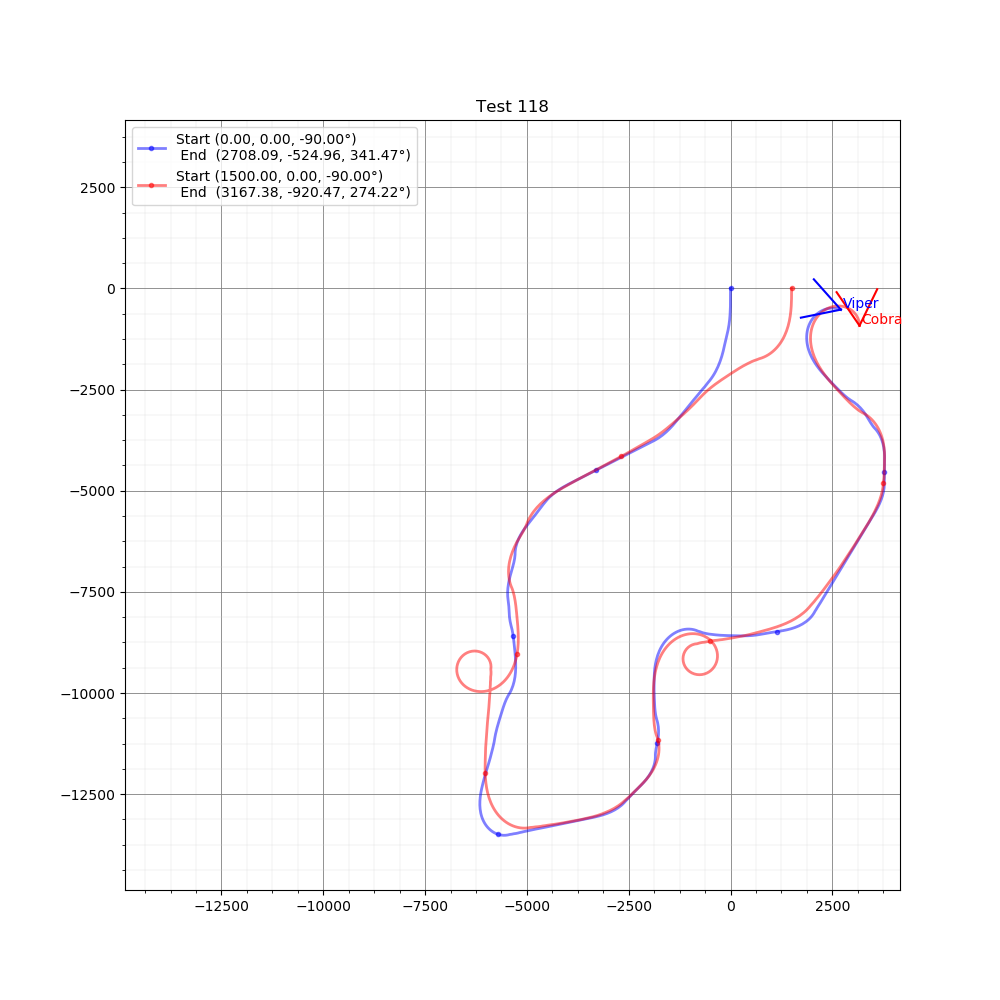 Test 118
Start (0.00, 0.00, -90.00°)
End  (2708.09, -524.96, 341.47°)
Start (1500.00, 0.00, -90.00°)
End  (3167.38, -920.47, 274.22°)
2500
0
Viper
Cobra
−2500
−5000
−7500
−10000
−12500
−12500
−10000
−7500
−5000
−2500
0
2500